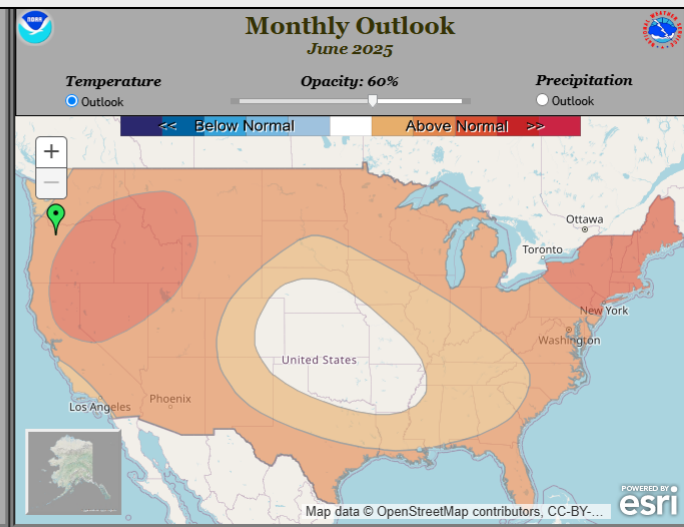 NOAA
Monthly Outlook
June 2025
Temperature
Opacity: 60%
Precipitation
Outlook
Outlook
<< Below Normal
Above Normal >>
+
−
Ottawa
Toronto
New York
Washington
United States
Phoenix
Los Angeles
Map data © OpenStreetMap contributors, CC-BY-...
POWERED BY
esri